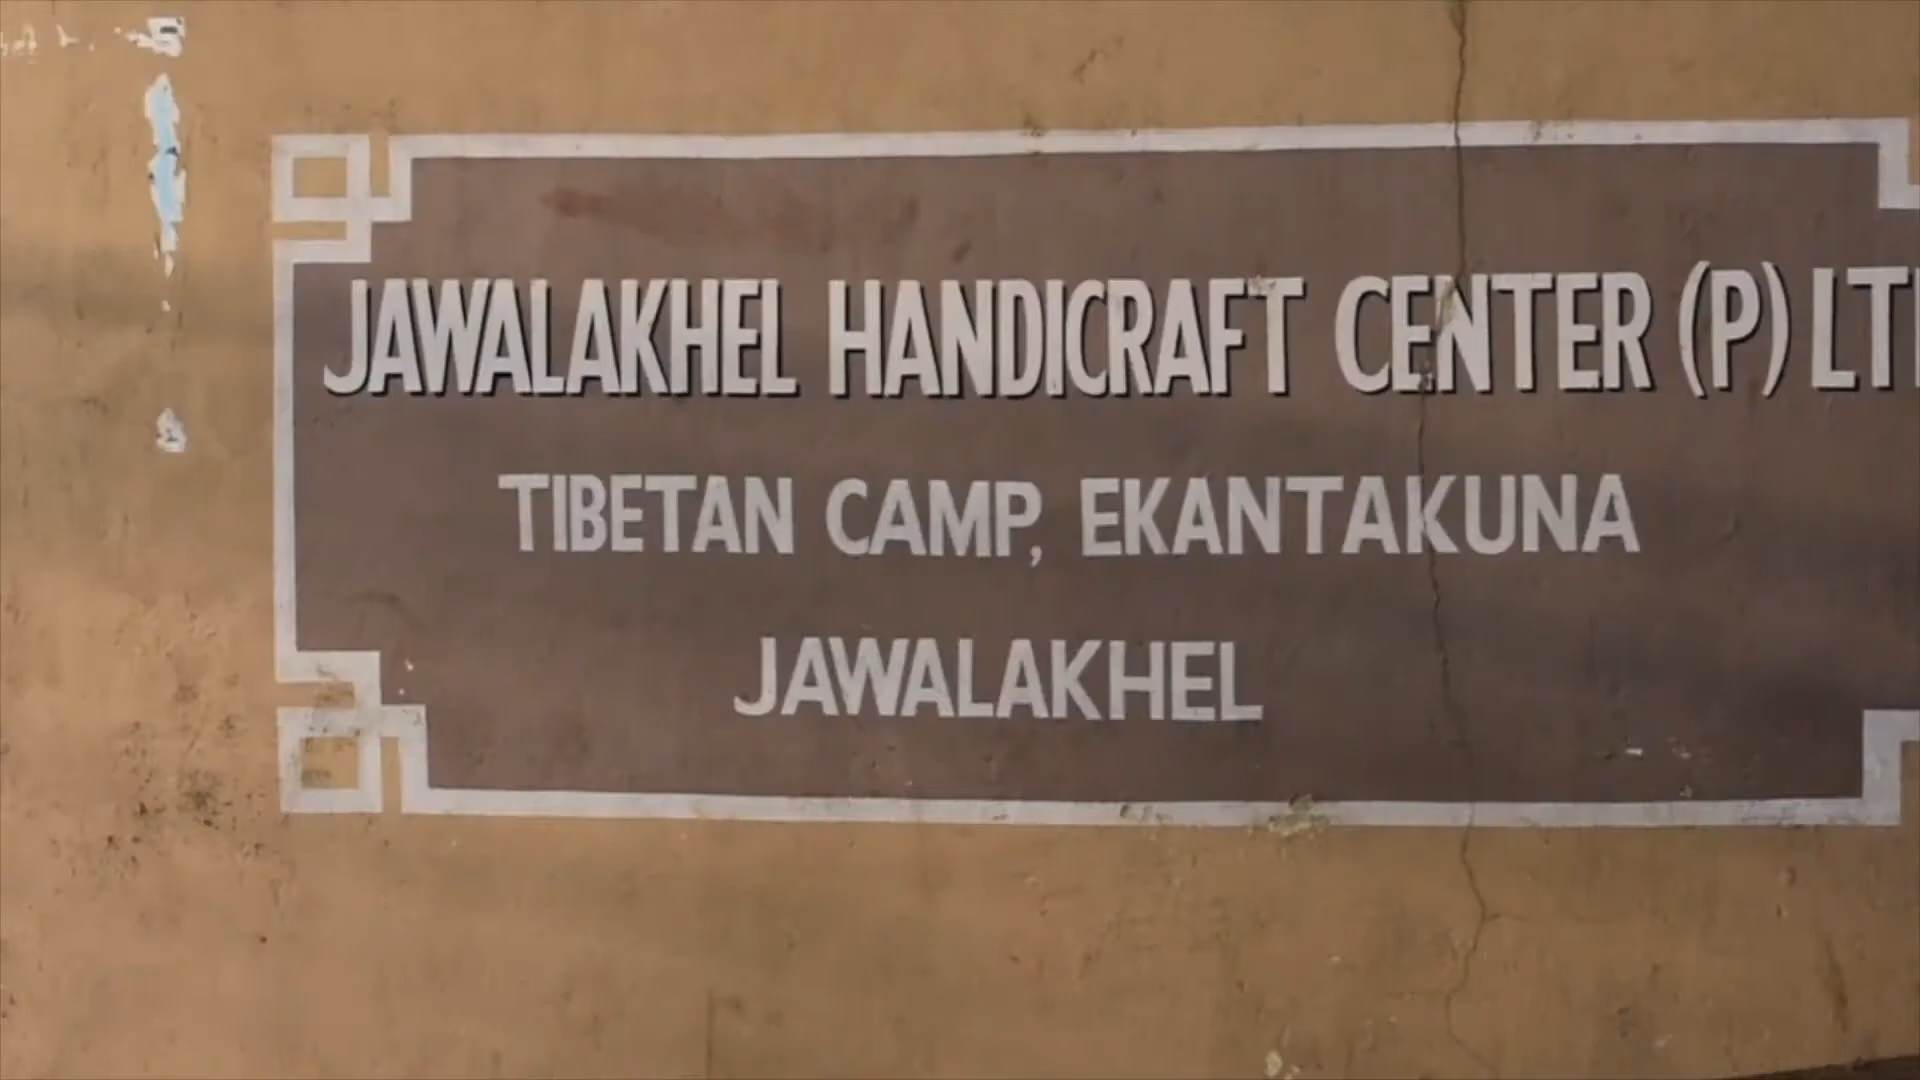 JAWALAKHEL HANDICRAFT CENTER (P) LT
TIBETAN CAMP, EKANTAKUNA
JAWALAKHEL